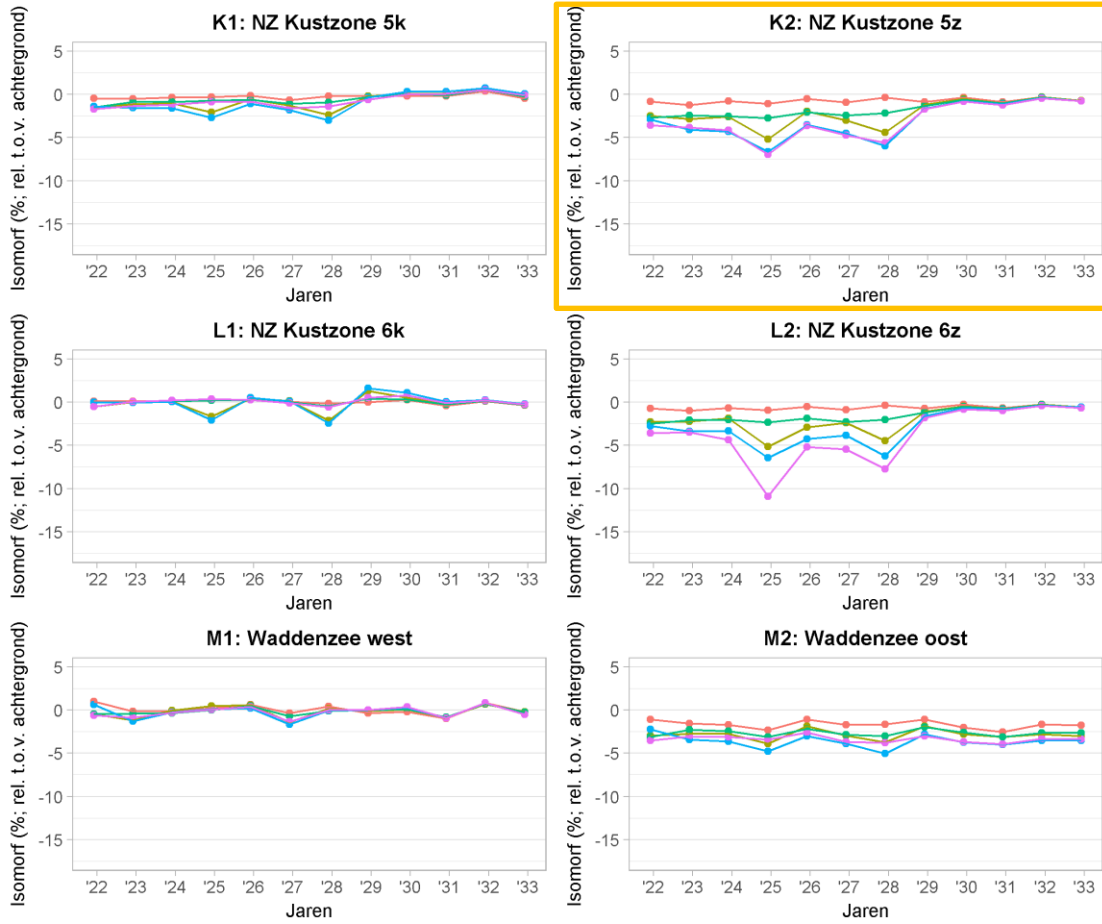 K1: NZ Kustzone 5k
Isomorf (%; rel. t.o.v. achtergrond)
5
0
-5
-10
-15
'22 '23 '24 '25 '26 '27 '28 '29 '30 '31 '32 '33
Jaren
K2: NZ Kustzone 5z
Isomorf (%; rel. t.o.v. achtergrond)
5
0
-5
-10
-15
'22 '23 '24 '25 '26 '27 '28 '29 '30 '31 '32 '33
Jaren
L1: NZ Kustzone 6k
Isomorf (%; rel. t.o.v. achtergrond)
5
0
-5
-10
-15
'22 '23 '24 '25 '26 '27 '28 '29 '30 '31 '32 '33
Jaren
L2: NZ Kustzone 6z
Isomorf (%; rel. t.o.v. achtergrond)
5
0
-5
-10
-15
'22 '23 '24 '25 '26 '27 '28 '29 '30 '31 '32 '33
Jaren
M1: Waddenzee west
Isomorf (%; rel. t.o.v. achtergrond)
5
0
-5
-10
-15
'22 '23 '24 '25 '26 '27 '28 '29 '30 '31 '32 '33
Jaren
M2: Waddenzee oost
Isomorf (%; rel. t.o.v. achtergrond)
5
0
-5
-10
-15
'22 '23 '24 '25 '26 '27 '28 '29 '30 '31 '32 '33
Jaren